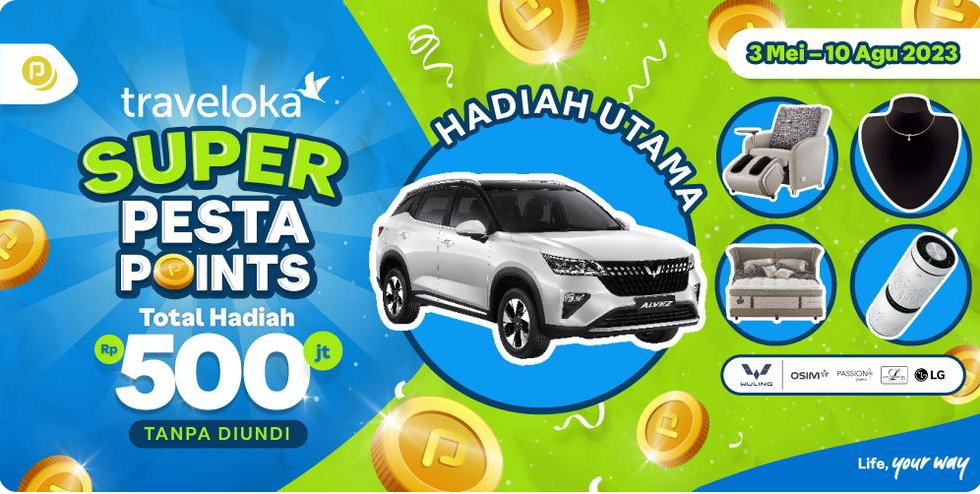 traveloka
SUPER
PESTA
POINTS
Total Hadiah
Rp 500 jt
TANPA DIUNDI
HADIAH UTAMA
ALVEZ
3 Mei – 10 Agu 2023
WULING
OSIM
PASSION
LG
Life, your way